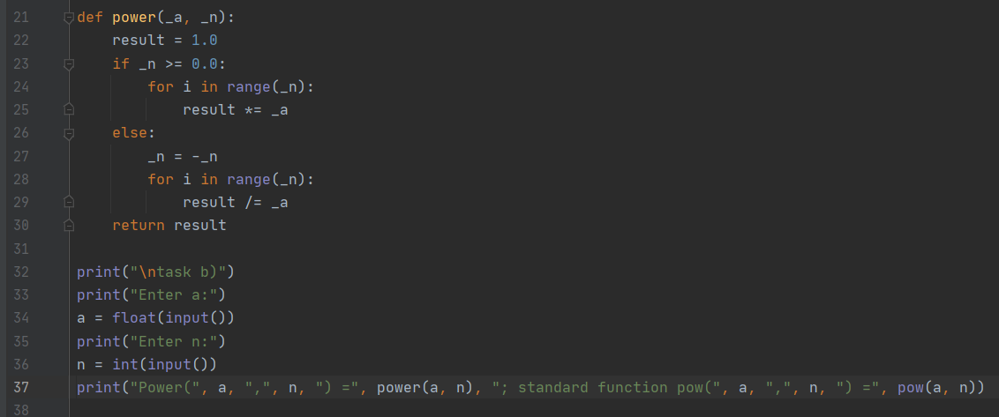 21 def power(_a, _n):
22     result = 1.0
23     if _n >= 0.0:
24         for i in range(_n):
25             result *= _a
26     else:
27         _n = -_n
28         for i in range(_n):
29             result /= _a
30     return result
31
32 print("\ntask b)")
33 print("Enter a:")
34 a = float(input())
35 print("Enter n:")
36 n = int(input())
37 print("Power(", a, ",", n, ") =", power(a, n), "; standard function pow(", a, ",", n, ") =", pow(a, n))
38